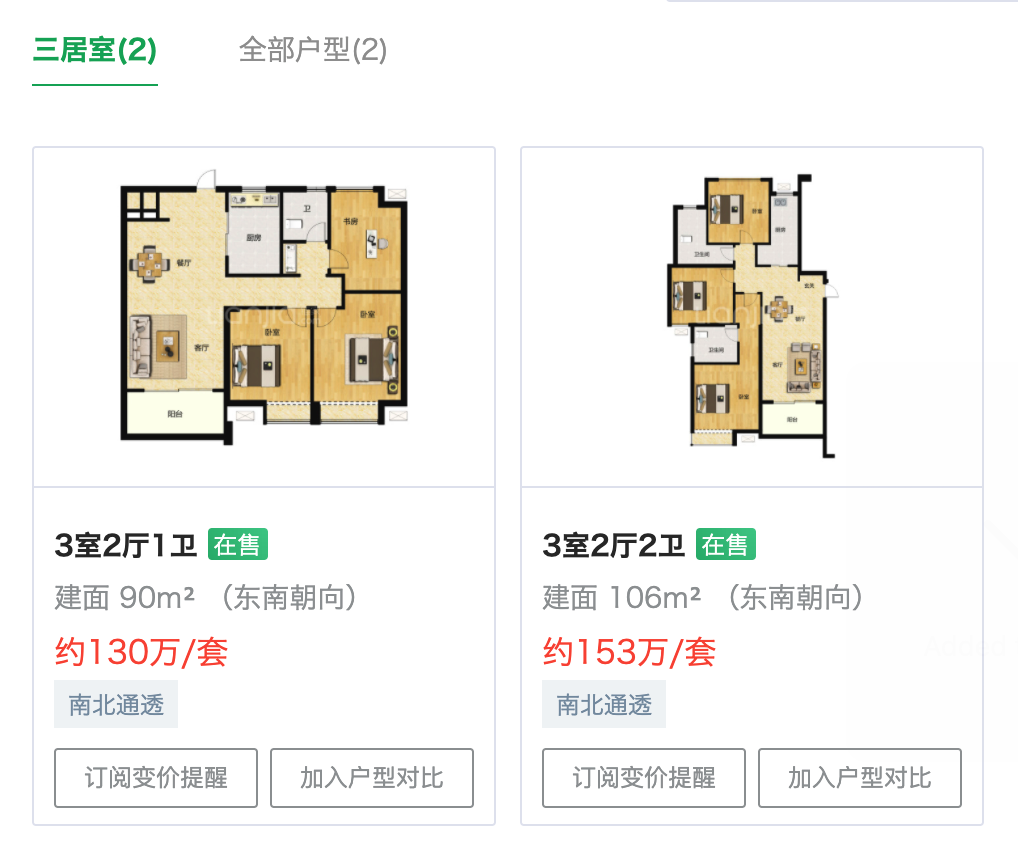 三居室(2)
全部户型(2)
卫
书房
厨房
餐厅
卧室
卧室
客厅
阳台
卧室
厨房
卫生间
玄关
餐厅
卫生间
客厅
卧室
阳台
3室2厅1卫 在售
建面 90m² （东南朝向）
约130万/套
南北通透
订阅变价提醒
加入户型对比
3室2厅2卫 在售
建面 106m² （东南朝向）
约153万/套
南北通透
订阅变价提醒
加入户型对比